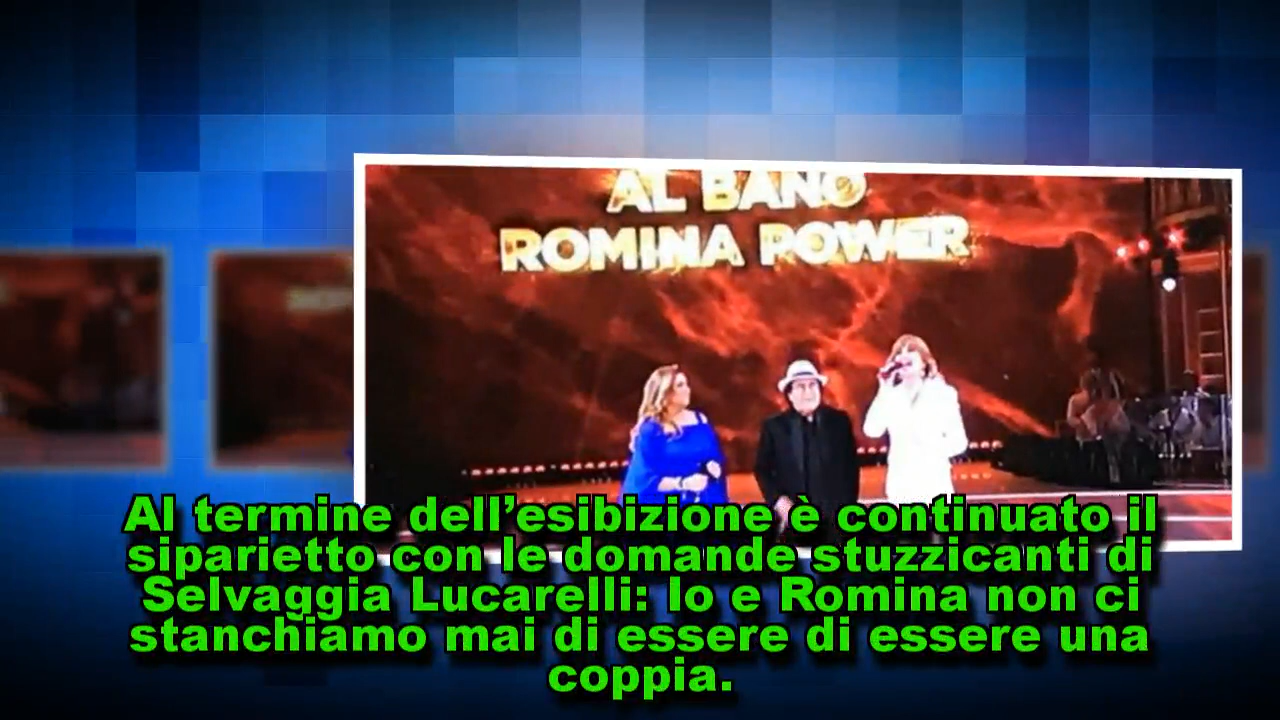 AL BANO
ROMINA POWER
Al termine dell’esibizione è continuato il
siparietto con le domande stuzzicanti di
Selvaggia Lucarelli: Io e Romina non ci
stanchiamo mai di essere di essere una
coppia.